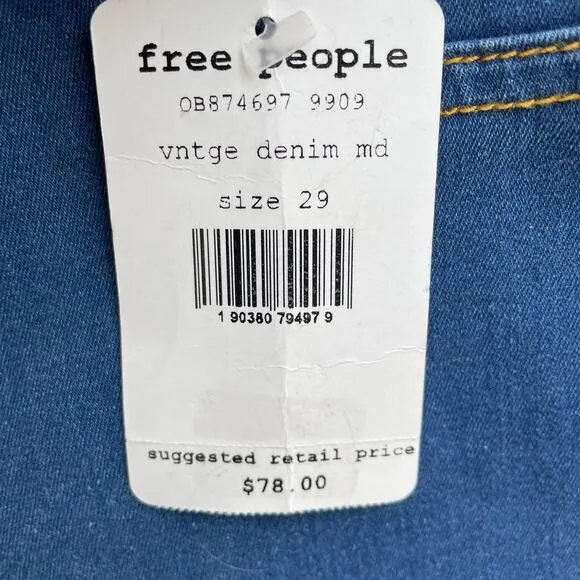 free people
OB874697 9909
vntge denim md
size 29
1 90380 79497 9
suggested retail price
$78.00